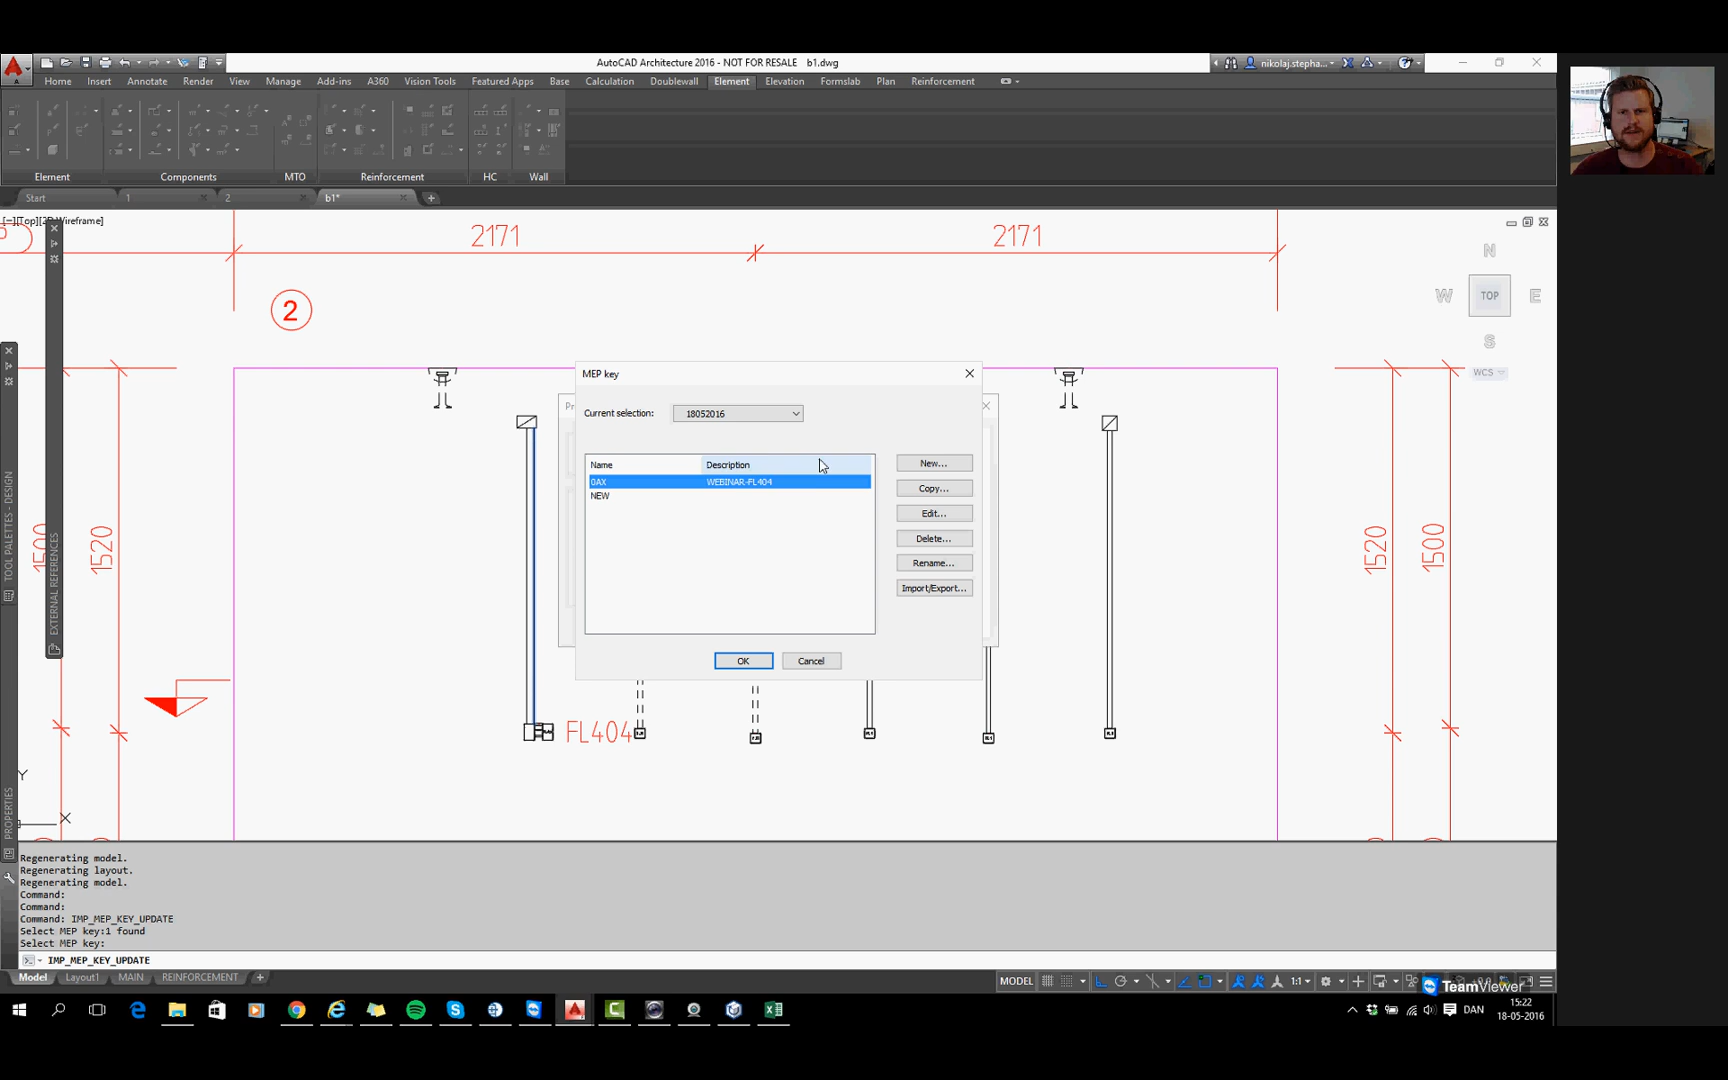 AutoCAD Architecture 2016 - NOT FOR RESALE b1.dwg
nikolaj.stepha...
Home Insert Annotate Render View Manage Add-ins A360 Vision Tools Featured Apps Base Calculation Doublewall Element Elevation Formslab Plan Reinforcement
Element Components MTO Reinforcement HC Wall
Start 1 2 b1*
[−][Top][2D Wireframe]
2171 2171
2
N
W TOP E
S
WCS
MEP key
Current selection: 18052016
Name Description
0AX WEBINAR-FL404
NEW
New...
Copy...
Edit...
Delete...
Rename...
Import/Export...
OK Cancel
1500
1520
1520
1500
TOOL PALETTES - DESIGN
EXTERNAL REFERENCES
PROPERTIES
FL404
Y
X
Regenerating model.
Regenerating layout.
Regenerating model.
Command:
Command:
Command: IMP_MEP_KEY_UPDATE
Select MEP key:1 found
Select MEP key:
IMP_MEP_KEY_UPDATE
Model Layout1 MAIN REINFORCEMENT
MODEL 1:1
TeamViewer
DAN
15:22
18-05-2016